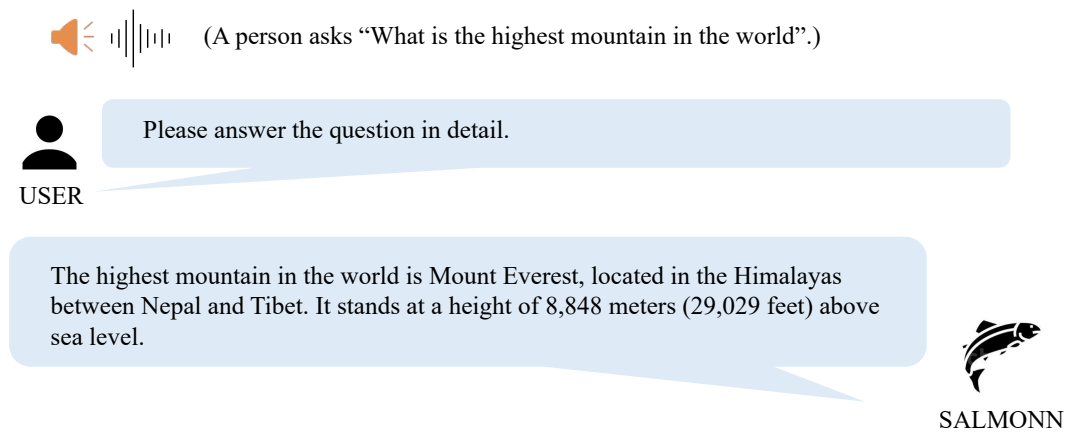 (A person asks “What is the highest mountain in the world”.)
Please answer the question in detail.
USER
The highest mountain in the world is Mount Everest, located in the Himalayas
between Nepal and Tibet. It stands at a height of 8,848 meters (29,029 feet) above
sea level.
SALMONN